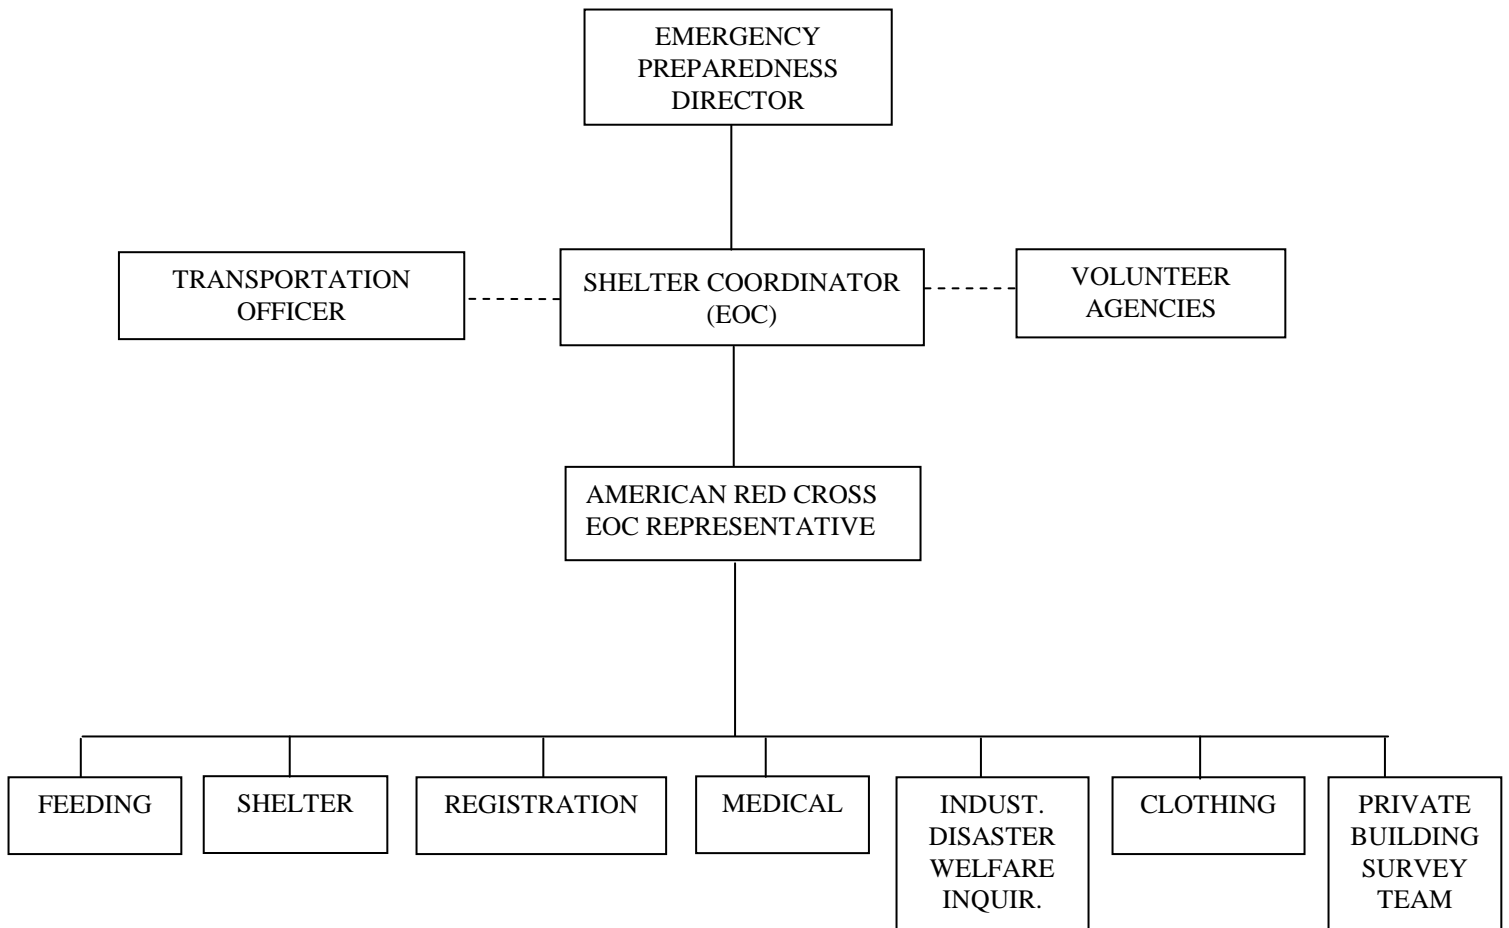 EMERGENCY
PREPAREDNESS
DIRECTOR
TRANSPORTATION
OFFICER
SHELTER COORDINATOR
(EOC)
VOLUNTEER
AGENCIES
AMERICAN RED CROSS
EOC REPRESENTATIVE
FEEDING
SHELTER
REGISTRATION
MEDICAL
INDUST.
DISASTER
WELFARE
INQUIR.
CLOTHING
PRIVATE
BUILDING
SURVEY
TEAM